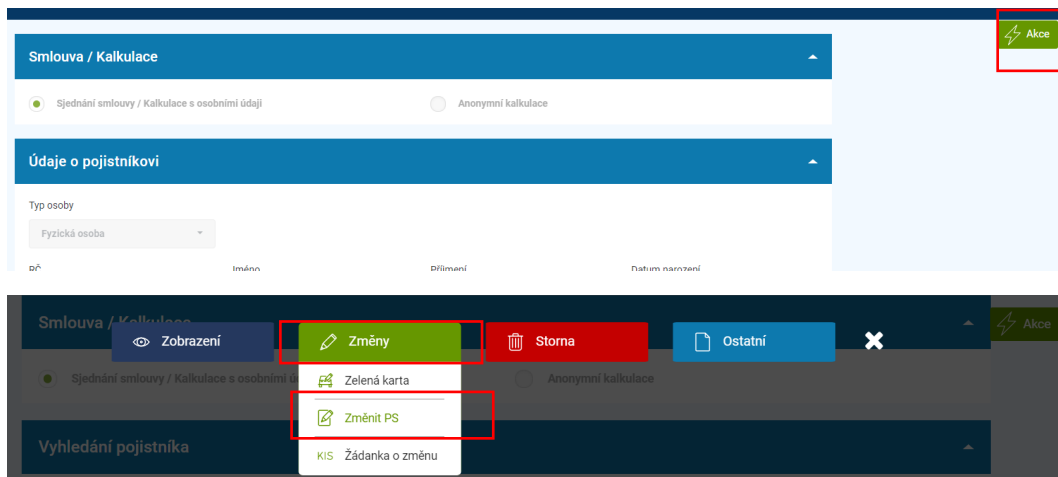 Akce
Smlouva / Kalkulace
Sjednání smlouvy / Kalkulace s osobními údaji Anonymní kalkulace
Údaje o pojistníkovi
Typ osoby
Fyzická osoba
RČ Jméno Příjmení Datum narození
Smlouva / Kalkulace
Akce
Zobrazení Změny Storna Ostatní
Sjednání smlouvy / Kalkulace s osobními ú Anonymní kalkulace
Zelená karta
Změnit PS
Vyhledání pojistníka
KIS Žádanka o změnu